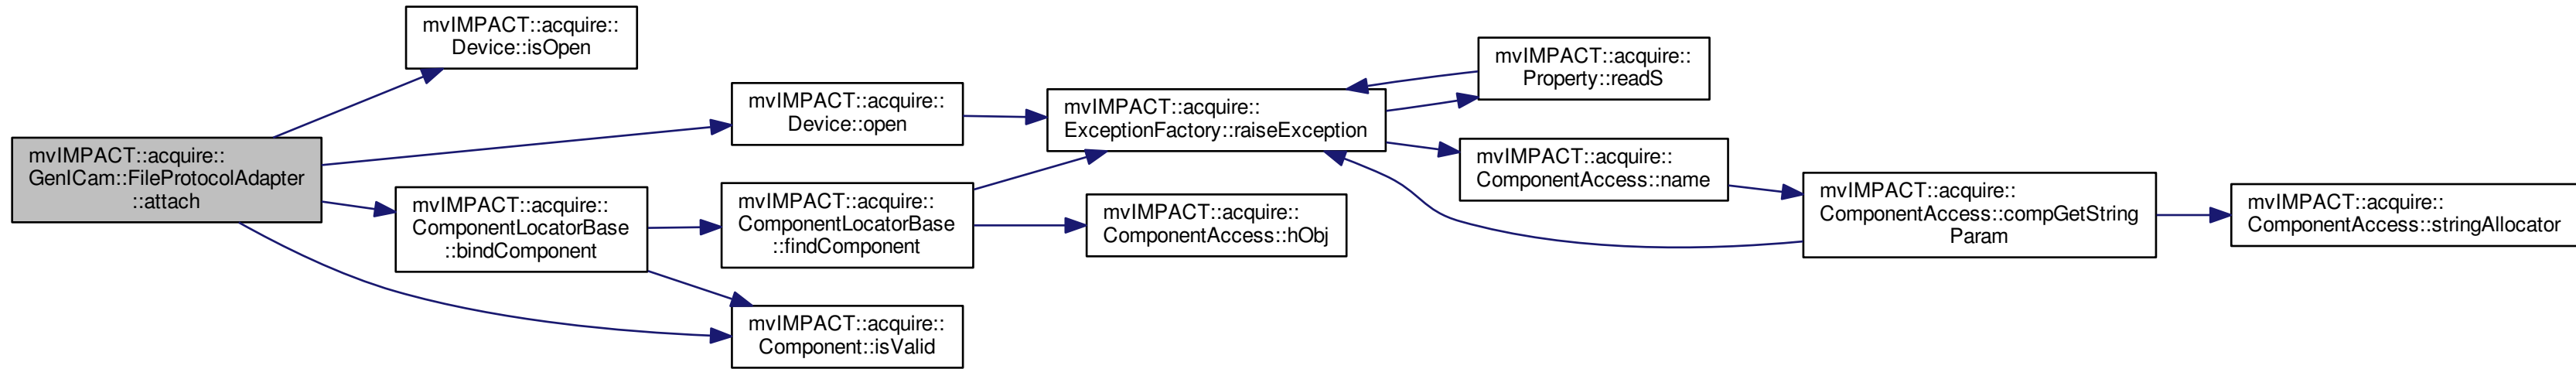 mvIMPACT::acquire::
GenICam::FileProtocolAdapter
::attach
mvIMPACT::acquire::
Device::isOpen
mvIMPACT::acquire::
Device::open
mvIMPACT::acquire::
ComponentLocatorBase
::bindComponent
mvIMPACT::acquire::
ComponentLocatorBase
::findComponent
mvIMPACT::acquire::
Component::isValid
mvIMPACT::acquire::
ExceptionFactory::raiseException
mvIMPACT::acquire::
ComponentAccess::hObj
mvIMPACT::acquire::
Property::readS
mvIMPACT::acquire::
ComponentAccess::name
mvIMPACT::acquire::
ComponentAccess::compGetString
Param
mvIMPACT::acquire::
ComponentAccess::stringAllocator